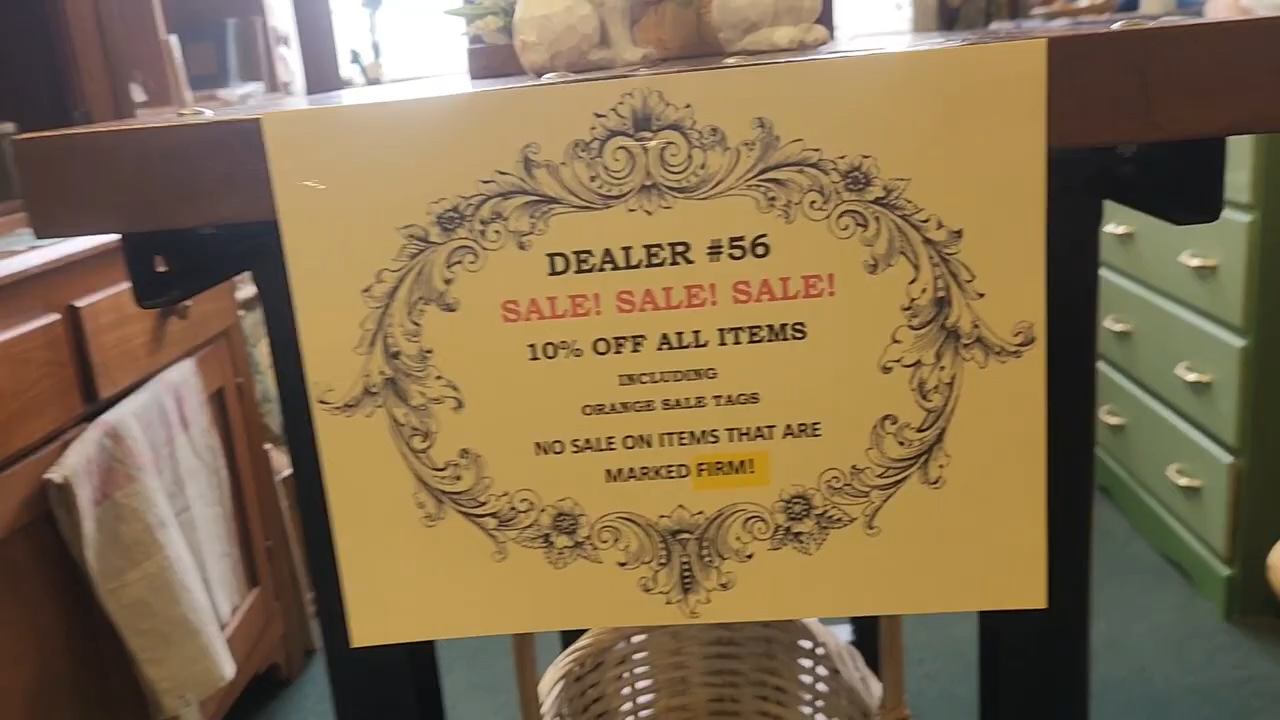 DEALER #56
SALE! SALE! SALE!
10% OFF ALL ITEMS
INCLUDING
ORANGE SALE TAGS
NO SALE ON ITEMS THAT ARE
MARKED FIRM!